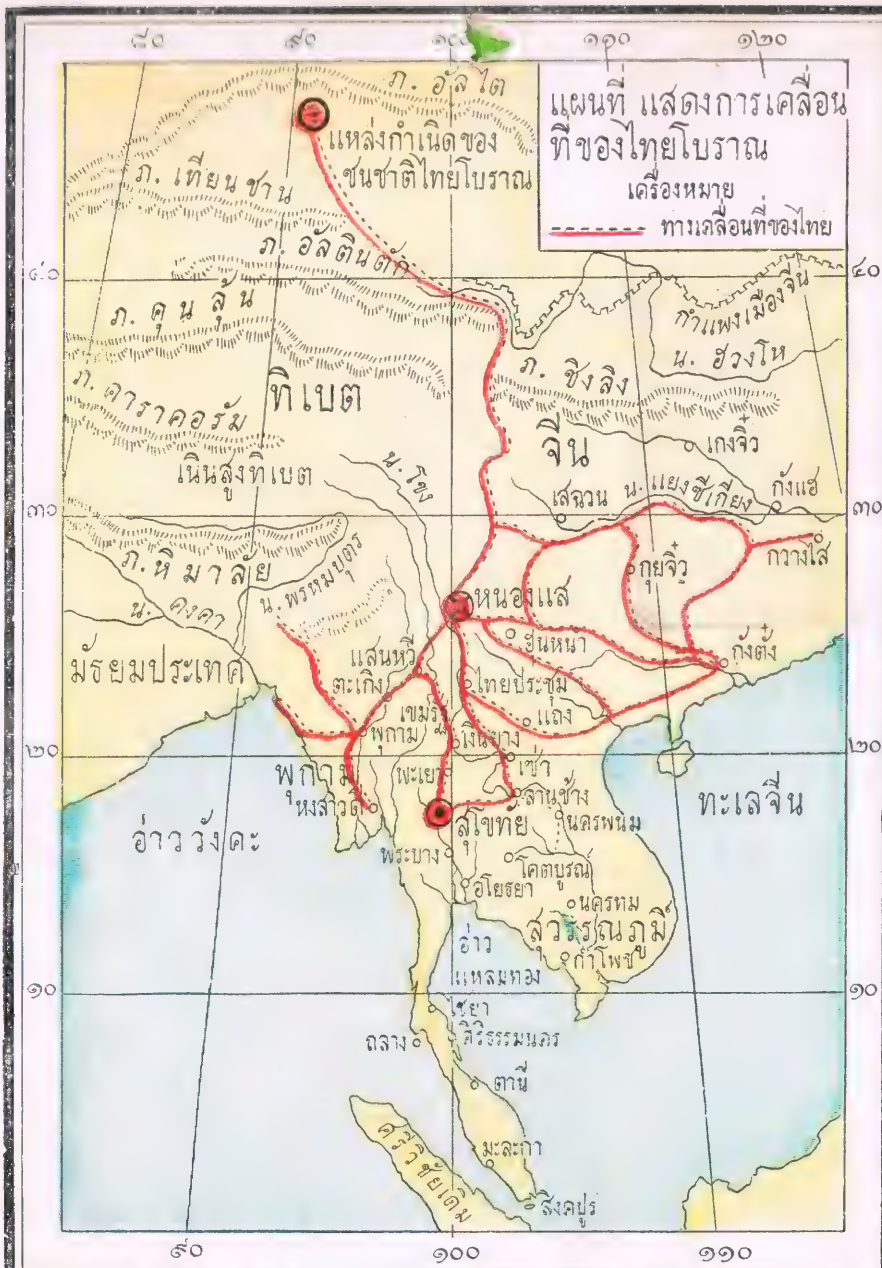 ๘๐ ๙๐ ๑๐๐ ๑๑๐ ๑๒๐
แผนที่ แสดงการเคลื่อน
ที่ของไทยโบราณ
เครื่องหมาย
ทางเคลื่อนที่ของไทย
ภ. อัลไต
แหล่งกำเนิดของ
ชนชาติไทยโบราณ
ภ. เทียนชาน
ภ. อัลตินตัก
๔๐ ๔๐
กำแพงเมืองจีน
น. ฮวงโห
ภ. คุนลุ้น
ภ. ชิงลิง
ทิเบต
ภ. คาราคอรัม
จีน
เกงจิ๋ว
เนินสูงทิเบต
น. โขง
เสฉวน
น. แยงซีเกียง
กังแฮ
๓๐ ๓๐
ภ. หิมาลัย
น. พรหมบุตร
กวางไส
กุยจิ๋ว
น. คงคา
หนองแส
ฮุนหนา
กังตั๋ง
มัธยมประเทศ
แสนหวี
ตะเกิง
ไทยประชุม
แถง
เขมรัฐ
เงินยาง
พุกาม
๒๐ ๒๐
เซ่า
พะเยา
พุกาม
ล้านช้าง
หงสาวดี
สุโขทัย
นครพนม
ทะเลจีน
อ่าววังคะ
พระบาง
โคตบูรณ์
อโยธยา
นครหม
สุวรรณภูมิ
อ่าว
แหลมทอง
กำโพช
๑๐ ๑๐
ไชยา
ถลาง
ศิริธรรมนคร
ตานี
ศรีวิชัยเดิม
มะละกา
สิงคปูร์
๙๐ ๑๐๐ ๑๑๐